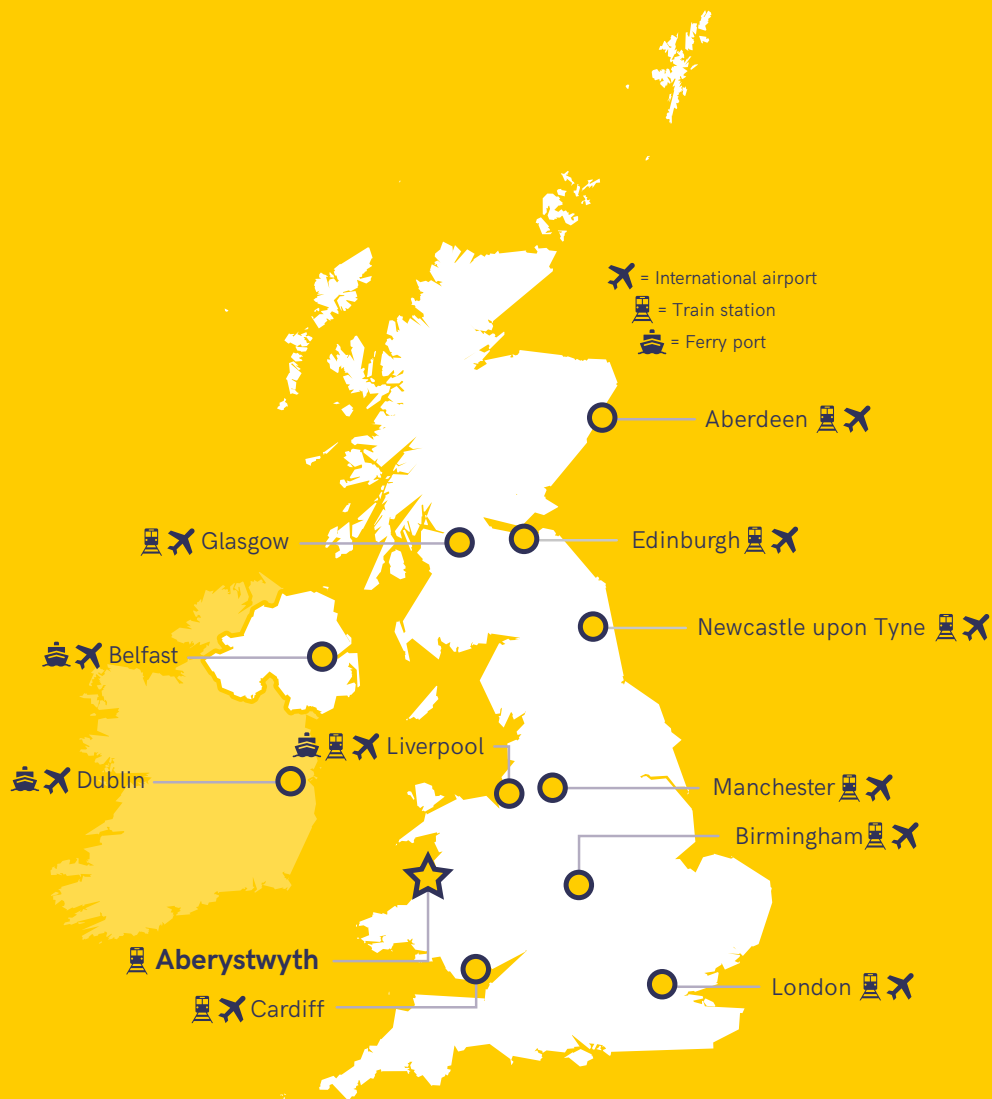 = International airport
= Train station
= Ferry port
Aberdeen
Glasgow
Edinburgh
Newcastle upon Tyne
Belfast
Liverpool
Dublin
Manchester
Birmingham
Aberystwyth
London
Cardiff